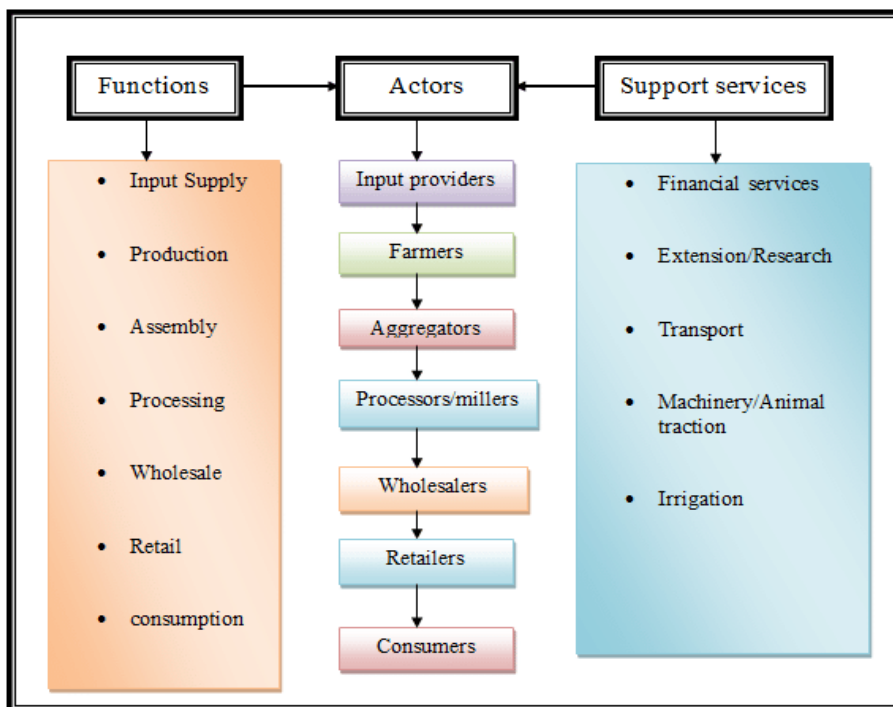 Functions
Actors
Support services
• Input Supply
• Production
• Assembly
• Processing
• Wholesale
• Retail
• consumption
Input providers
Farmers
Aggregators
Processors/millers
Wholesalers
Retailers
Consumers
• Financial services
• Extension/Research
• Transport
• Machinery/Animal
traction
• Irrigation